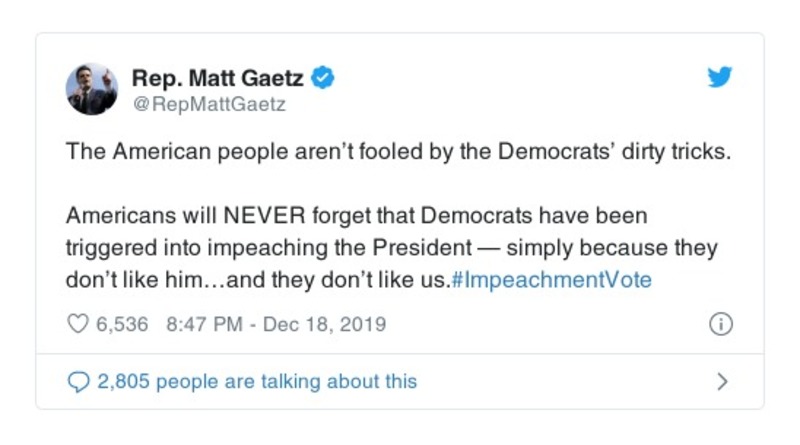 Rep. Matt Gaetz
@RepMattGaetz
The American people aren’t fooled by the Democrats’ dirty tricks.
Americans will NEVER forget that Democrats have been
triggered into impeaching the President — simply because they
don’t like him…and they don’t like us.#ImpeachmentVote
6,536 8:47 PM - Dec 18, 2019
2,805 people are talking about this